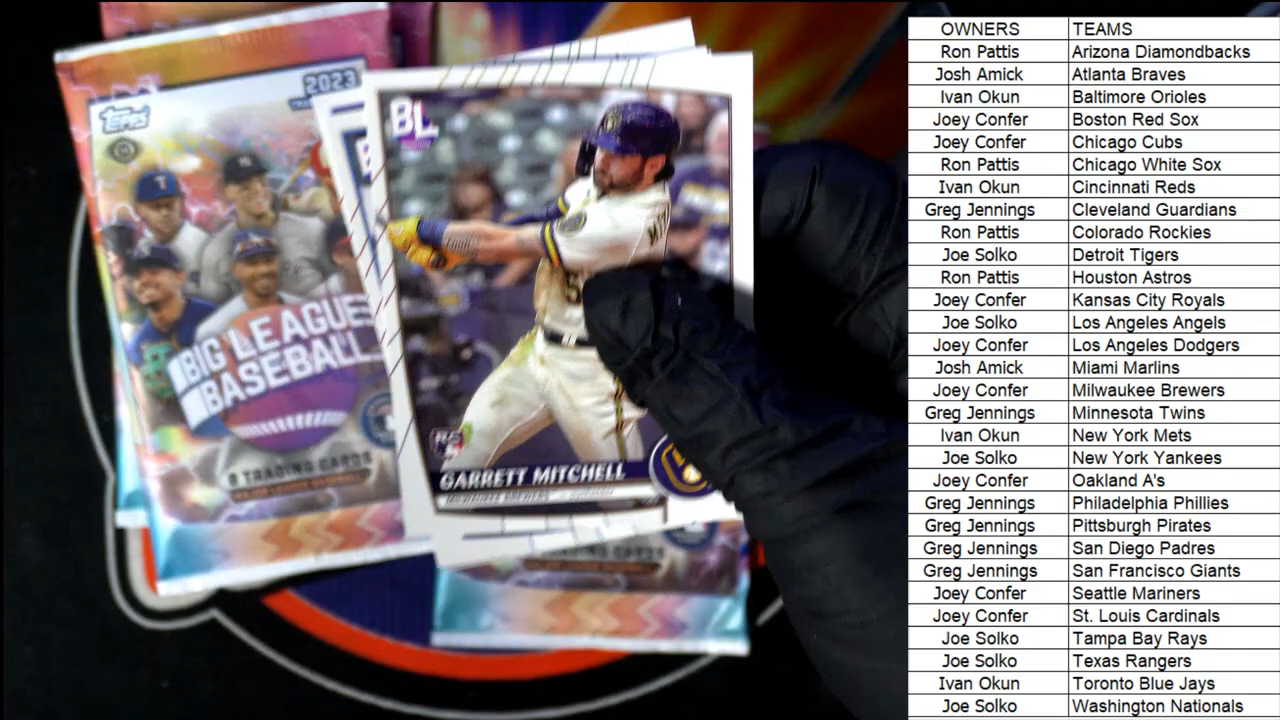 2023
Topps
BIG LEAGUE
BASEBALL
8 TRADING CARDS
BL
RC
GARRETT MITCHELL
MILWAUKEE BREWERS
TRADING CARDS
OWNERS TEAMS
Ron Pattis Arizona Diamondbacks
Josh Amick Atlanta Braves
Ivan Okun Baltimore Orioles
Joey Confer Boston Red Sox
Joey Confer Chicago Cubs
Ron Pattis Chicago White Sox
Ivan Okun Cincinnati Reds
Greg Jennings Cleveland Guardians
Ron Pattis Colorado Rockies
Joe Solko Detroit Tigers
Ron Pattis Houston Astros
Joey Confer Kansas City Royals
Joe Solko Los Angeles Angels
Joey Confer Los Angeles Dodgers
Josh Amick Miami Marlins
Joey Confer Milwaukee Brewers
Greg Jennings Minnesota Twins
Ivan Okun New York Mets
Joe Solko New York Yankees
Joey Confer Oakland A's
Greg Jennings Philadelphia Phillies
Greg Jennings Pittsburgh Pirates
Greg Jennings San Diego Padres
Greg Jennings San Francisco Giants
Joey Confer Seattle Mariners
Joey Confer St. Louis Cardinals
Joe Solko Tampa Bay Rays
Joe Solko Texas Rangers
Ivan Okun Toronto Blue Jays
Joe Solko Washington Nationals